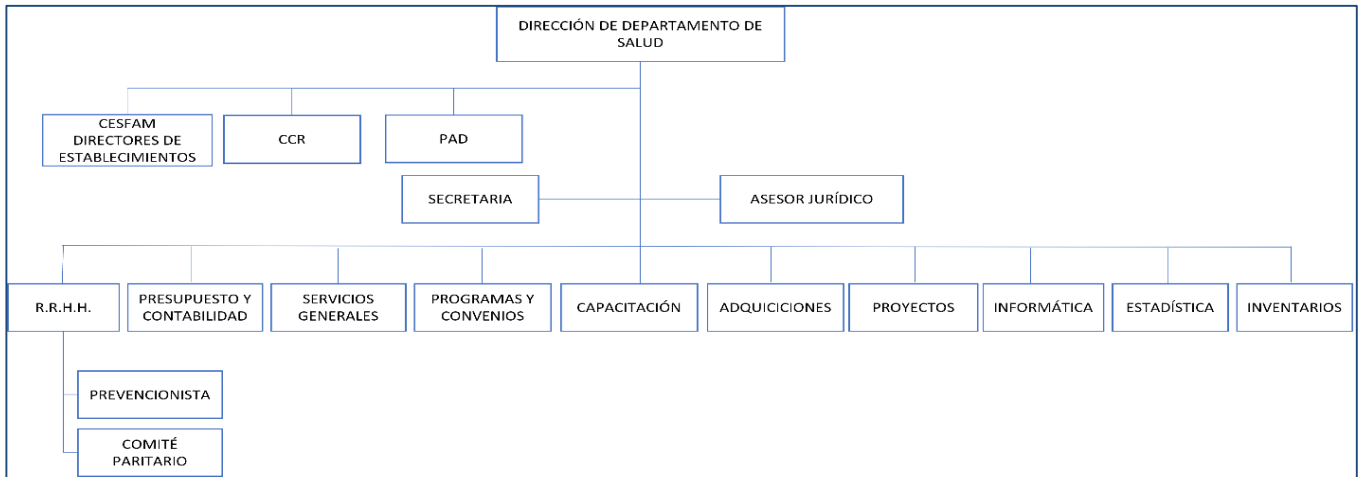 DIRECCIÓN DE DEPARTAMENTO DE
SALUD
CESFAM
DIRECTORES DE
ESTABLECIMIENTOS
CCR
PAD
SECRETARIA
ASESOR JURÍDICO
R.R.H.H.
PRESUPUESTO Y
CONTABILIDAD
SERVICIOS
GENERALES
PROGRAMAS Y
CONVENIOS
CAPACITACIÓN
ADQUICICIONES
PROYECTOS
INFORMÁTICA
ESTADÍSTICA
INVENTARIOS
PREVENCIONISTA
COMITÉ
PARITARIO